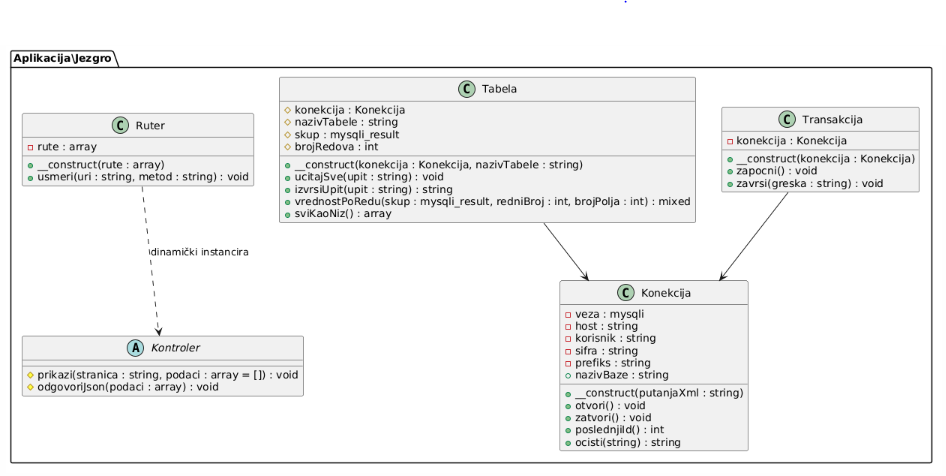 Aplikacija\Jezgro
C Ruter
rute : array
__construct(rute : array)
usmeri(uri : string, metod : string) : void
C Tabela
konekcija : Konekcija
nazivTabele : string
skup : mysqli_result
brojRedova : int
__construct(konekcija : Konekcija, nazivTabele : string)
ucitajSve(upit : string) : void
izvrsiUpit(upit : string) : string
vrednostPoRedu(skup : mysqli_result, redniBroj : int, brojPolja : int) : mixed
sviKaoNiz() : array
C Transakcija
konekcija : Konekcija
__construct(konekcija : Konekcija)
zapocni() : void
zavrsi(greska : string) : void
dinamički instancira
A Kontroler
prikazi(stranica : string, podaci : array = []) : void
odgovoriJson(podaci : array) : void
C Konekcija
veza : mysqli
host : string
korisnik : string
sifra : string
prefiks : string
nazivBaze : string
__construct(putanjaXml : string)
otvori() : void
zatvori() : void
poslednjiId() : int
ocisti(string) : string